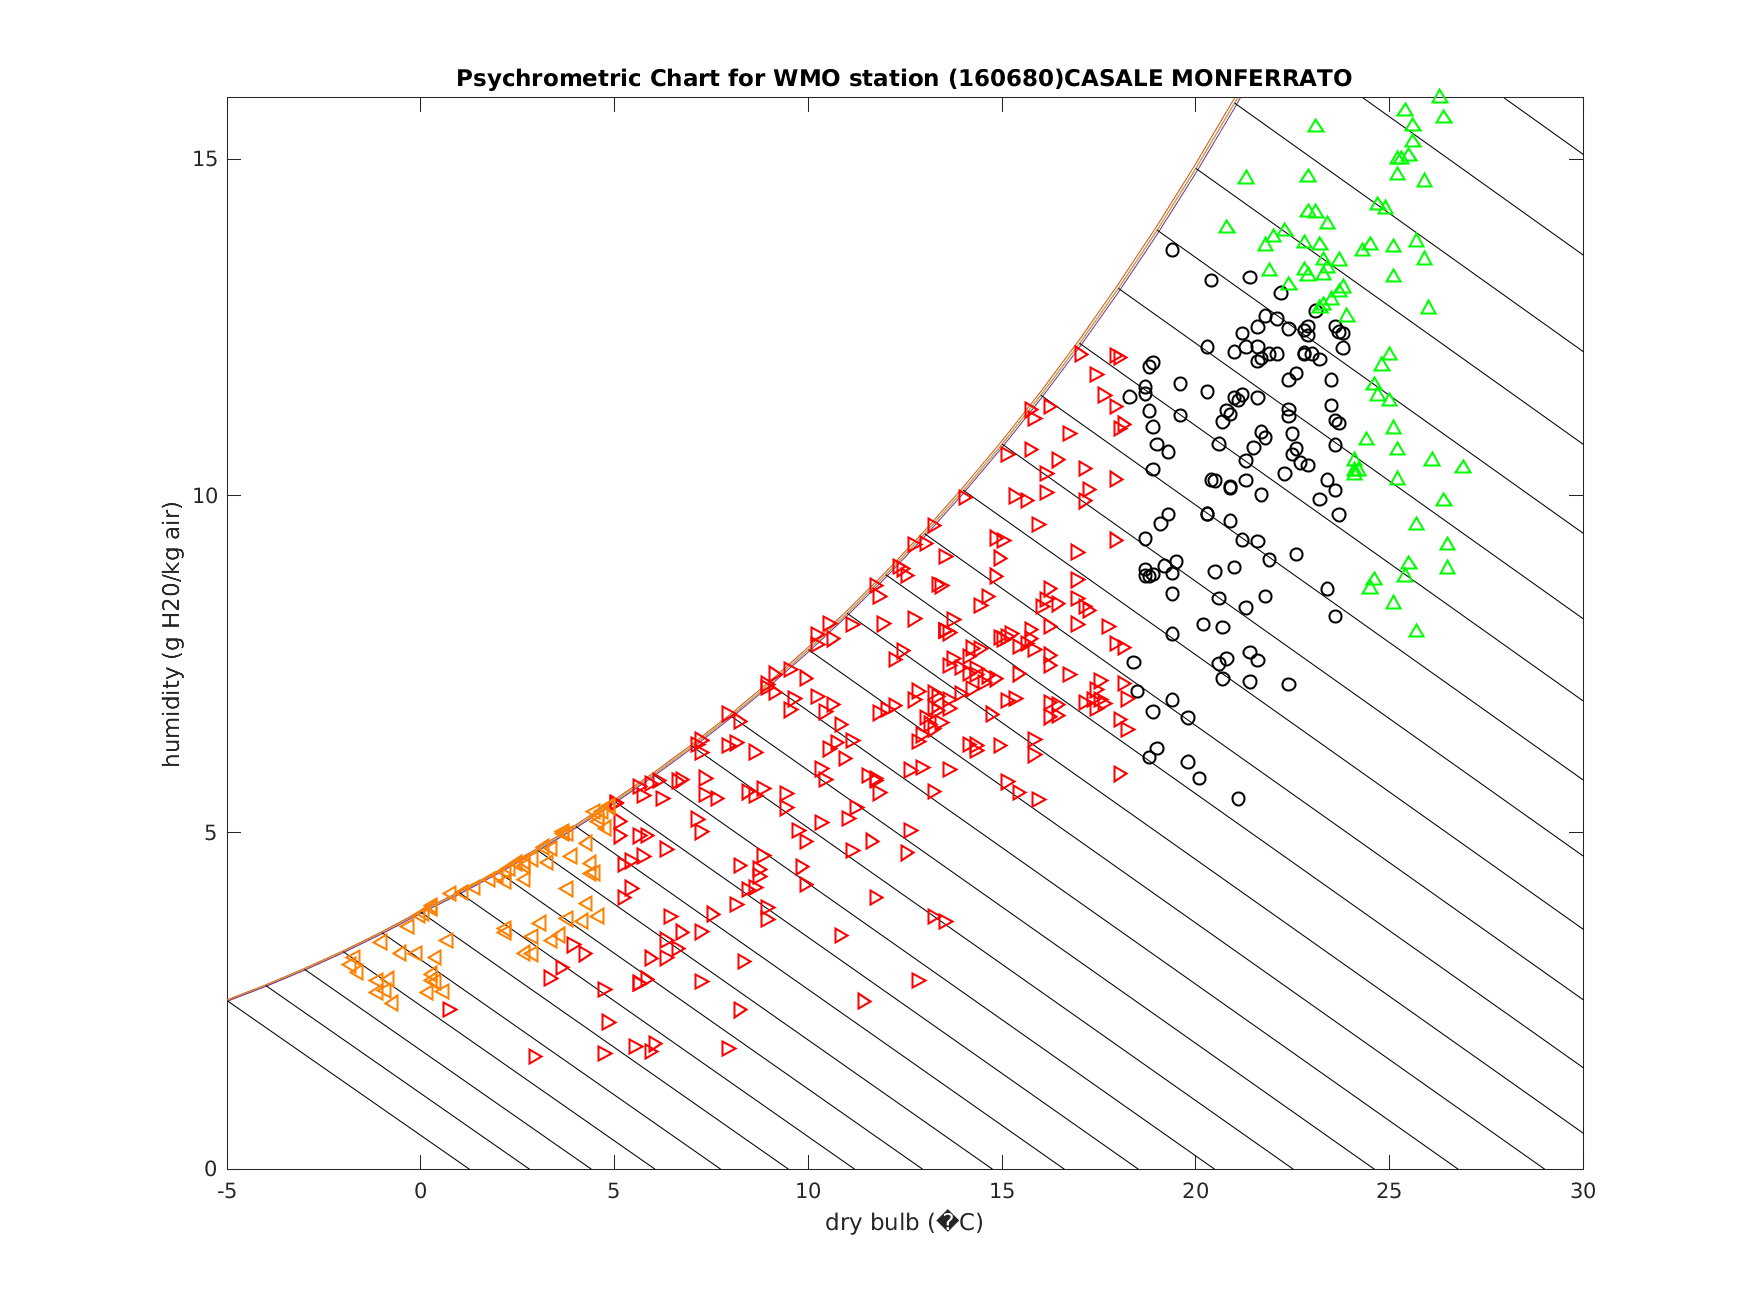 Psychrometric Chart for WMO station (160680)CASALE MONFERRATO
15
10
5
0
humidity (g H20/kg air)
-5 0 5 10 15 20 25 30
dry bulb (�C)